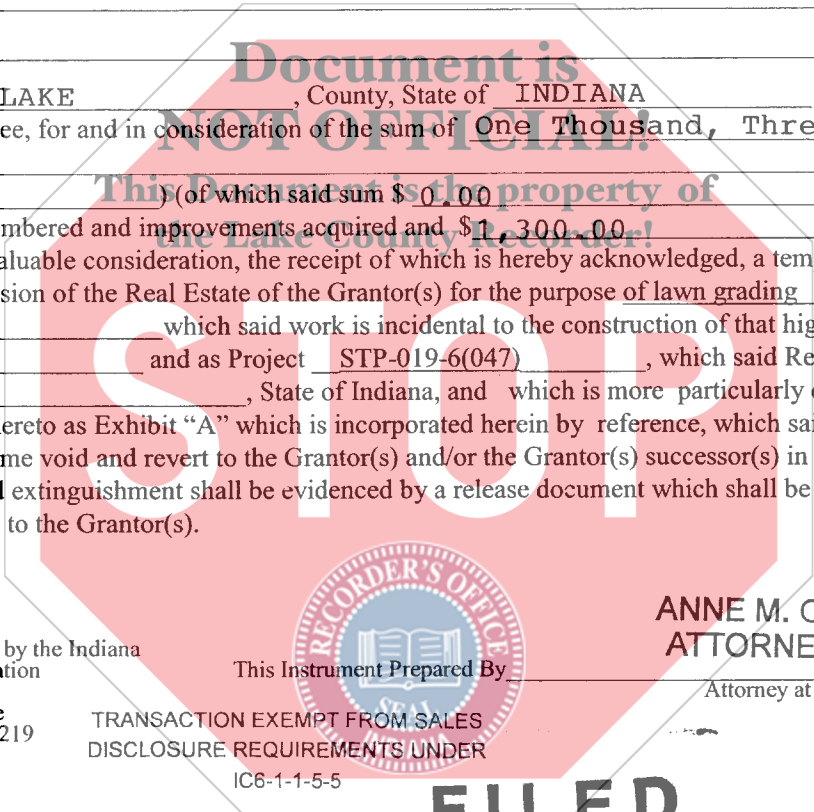 Document is
LAKE , County, State of INDIANA
NOT OFFICIAL!
ee, for and in consideration of the sum of One Thousand, Thre
This Document is the property of
) (of which said sum $ 0.00
the Lake County Recorder!
mbered and improvements acquired and $1,300.00
aluable consideration, the receipt of which is hereby acknowledged, a tem
sion of the Real Estate of the Grantor(s) for the purpose of lawn grading
which said work is incidental to the construction of that hig
and as Project STP-019-6(047) , which said Re
, State of Indiana, and which is more particularly
ereto as Exhibit “A” which is incorporated herein by reference, which sai
me void and revert to the Grantor(s) and/or the Grantor(s) successor(s) in
extinguishment shall be evidenced by a release document which shall be
to the Grantor(s).
STOP
RECORDER'S OFFICE
SEAL
INDIANA
ANNE M. O
ATTORNE
by the Indiana
tion
This Instrument Prepared By
Attorney at
e
219
TRANSACTION EXEMPT FROM SALES
DISCLOSURE REQUIREMENTS UNDER
IC6-1-1-5-5
FILED